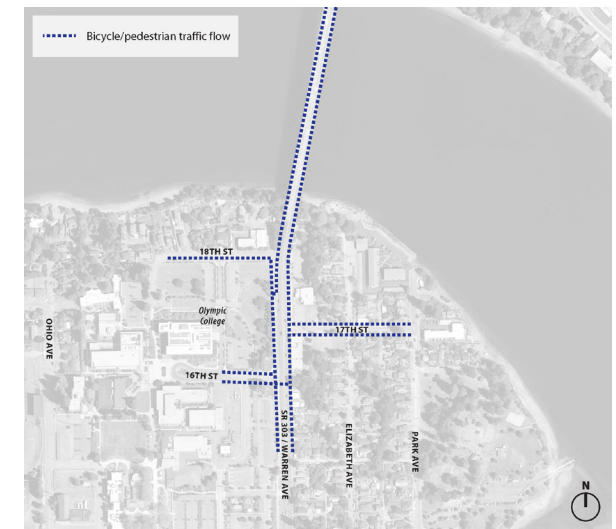 Bicycle/pedestrian traffic flow
18TH ST
Olympic
College
17TH ST
OHIO AVE
16TH ST
SR 303 / WARREN AVE
ELIZABETH AVE
PARK AVE
N